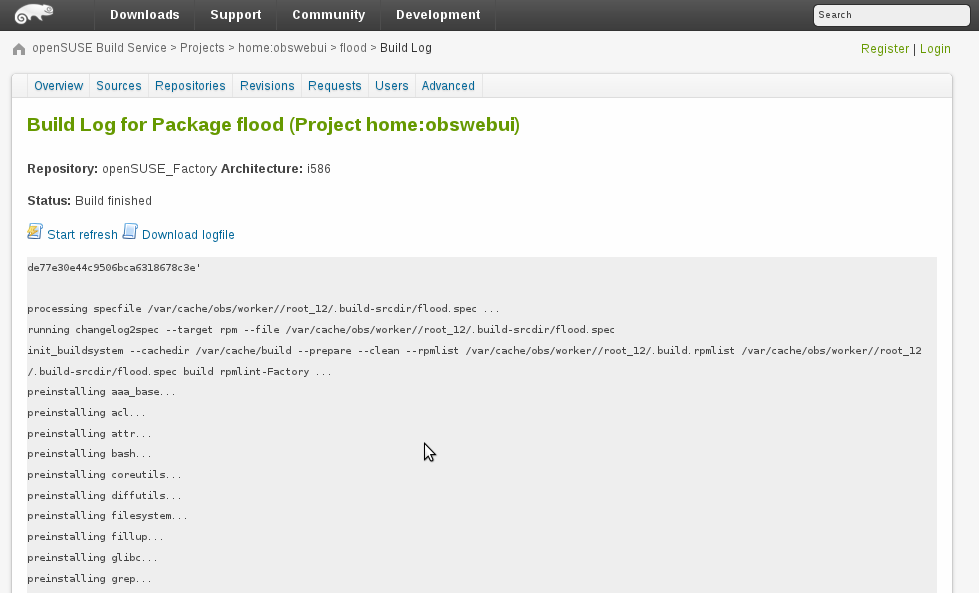 Downloads Support Community Development Search
openSUSE Build Service > Projects > home:obswebui > flood > Build Log Register | Login
Overview Sources Repositories Revisions Requests Users Advanced
Build Log for Package flood (Project home:obswebui)
Repository: openSUSE_Factory Architecture: i586
Status: Build finished
Start refresh Download logfile
de77e30e44c9506bca6318678c3e'
processing specfile /var/cache/obs/worker//root_12/.build-srcdir/flood.spec ...
running changelog2spec --target rpm --file /var/cache/obs/worker//root_12/.build-srcdir/flood.spec
init_buildsystem --cachedir /var/cache/build --prepare --clean --rpmlist /var/cache/obs/worker//root_12/.build.rpmlist /var/cache/obs/worker//root_12
/.build-srcdir/flood.spec build rpmlint-Factory ...
preinstalling aaa_base...
preinstalling acl...
preinstalling attr...
preinstalling bash...
preinstalling coreutils...
preinstalling diffutils...
preinstalling filesystem...
preinstalling fillup...
preinstalling glibc...
preinstalling grep...